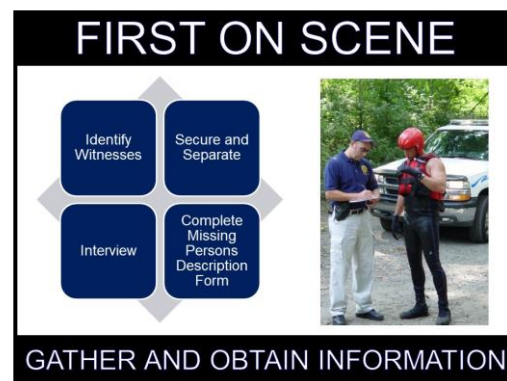 FIRST ON SCENE
Identify
Witnesses
Secure and
Separate
Interview
Complete
Missing
Persons
Description
Form
GATHER AND OBTAIN INFORMATION